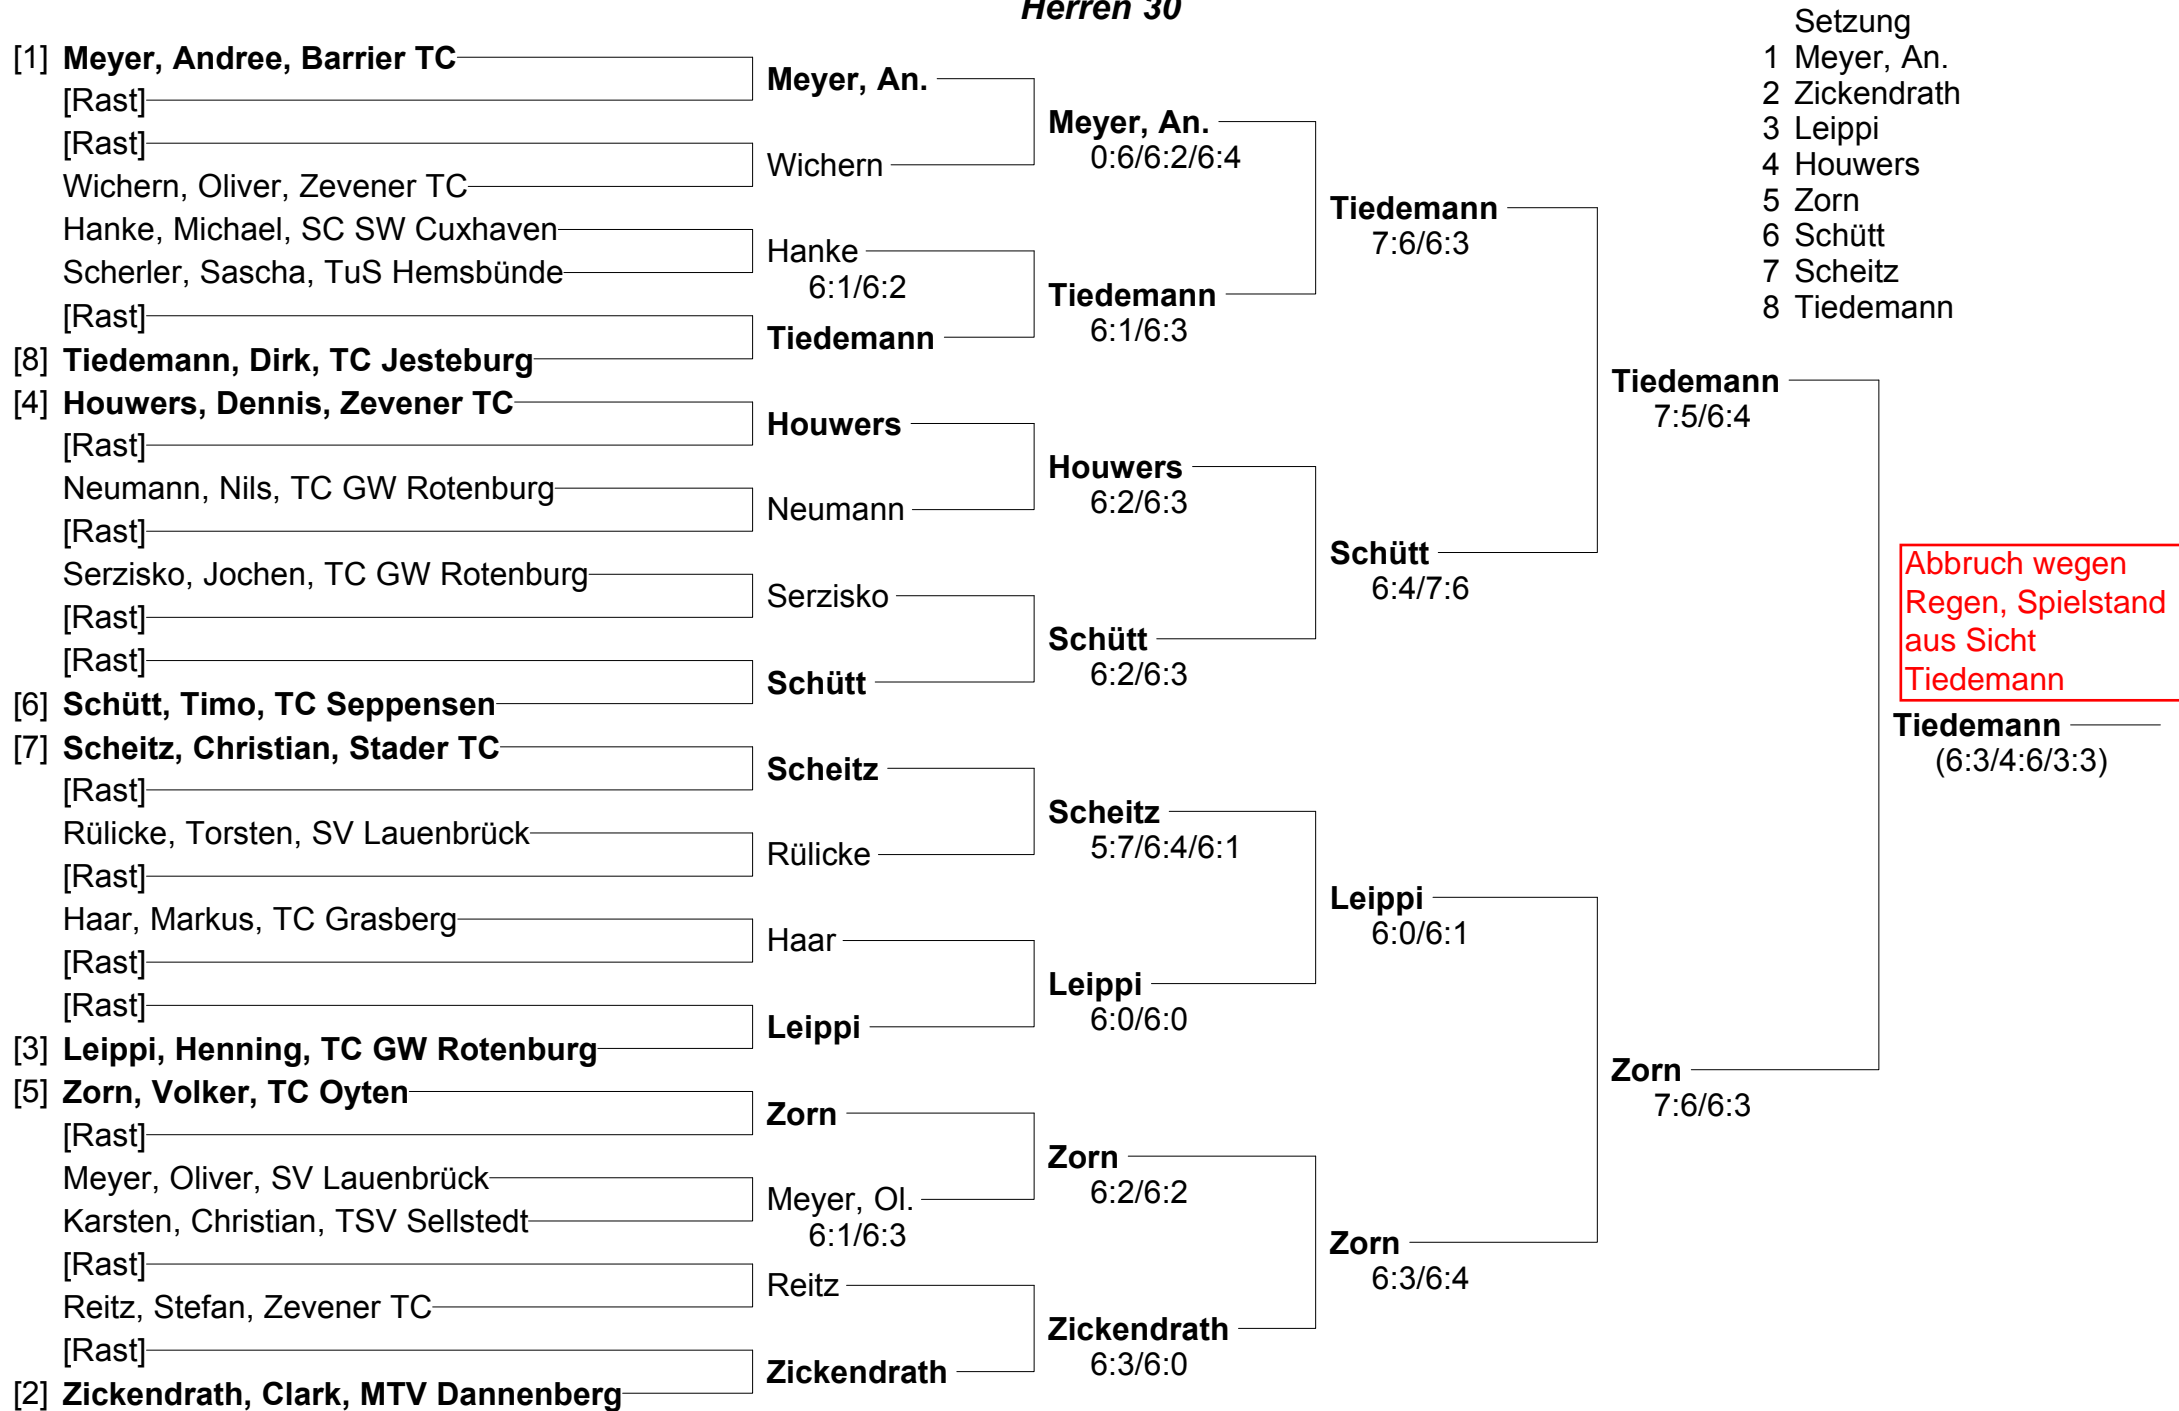 Herren 30
Setzung
1 Meyer, An.
2 Zickendrath
3 Leippi
4 Houwers
5 Zorn
6 Schütt
7 Scheitz
8 Tiedemann
[1] Meyer, Andree, Barrier TC
[Rast]
[Rast]
Wichern, Oliver, Zevener TC
Hanke, Michael, SC SW Cuxhaven
Scherler, Sascha, TuS Hemsbünde
[Rast]
[8] Tiedemann, Dirk, TC Jesteburg
[4] Houwers, Dennis, Zevener TC
[Rast]
Neumann, Nils, TC GW Rotenburg
[Rast]
Serzisko, Jochen, TC GW Rotenburg
[Rast]
[Rast]
[6] Schütt, Timo, TC Seppensen
[7] Scheitz, Christian, Stader TC
[Rast]
Rülicke, Torsten, SV Lauenbrück
[Rast]
Haar, Markus, TC Grasberg
[Rast]
[Rast]
[3] Leippi, Henning, TC GW Rotenburg
[5] Zorn, Volker, TC Oyten
[Rast]
Meyer, Oliver, SV Lauenbrück
Karsten, Christian, TSV Sellstedt
[Rast]
Reitz, Stefan, Zevener TC
[Rast]
[2] Zickendrath, Clark, MTV Dannenberg
Meyer, An.
Wichern
Hanke
6:1/6:2
Tiedemann
Houwers
Neumann
Serzisko
Schütt
Scheitz
Rülicke
Haar
Leippi
Zorn
Meyer, Ol.
6:1/6:3
Reitz
Zickendrath
Meyer, An.
0:6/6:2/6:4
Tiedemann
6:1/6:3
Houwers
6:2/6:3
Schütt
6:2/6:3
Scheitz
5:7/6:4/6:1
Leippi
6:0/6:0
Zorn
6:2/6:2
Zickendrath
6:3/6:0
Tiedemann
7:6/6:3
Schütt
6:4/7:6
Leippi
6:0/6:1
Zorn
6:3/6:4
Tiedemann
7:5/6:4
Zorn
7:6/6:3
Abbruch wegen
Regen, Spielstand
aus Sicht
Tiedemann
Tiedemann
(6:3/4:6/3:3)